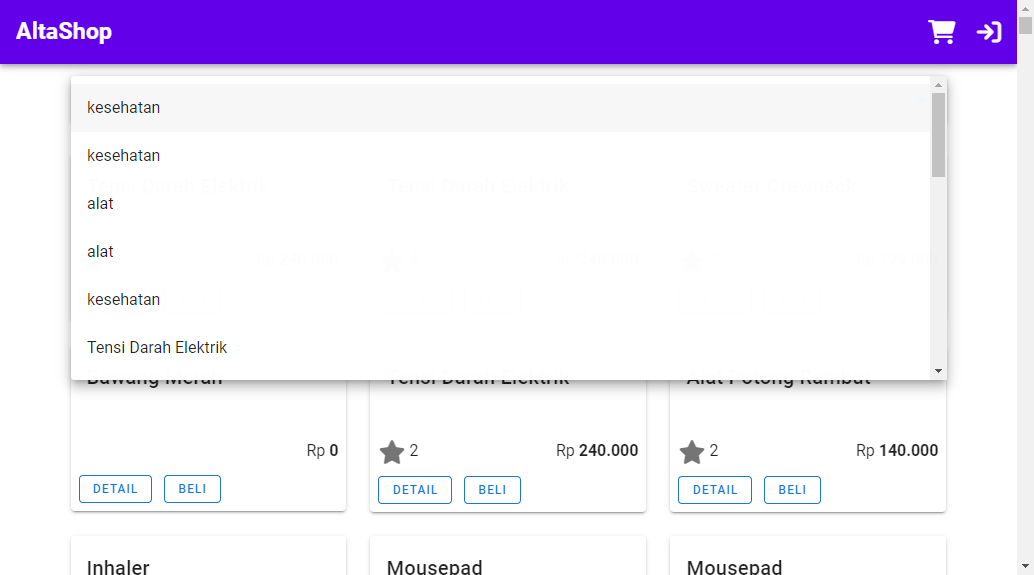 AltaShop
kesehatan
kesehatan
alat
alat
kesehatan
Tensi Darah Elektrik
Bawang Merah
Tensi Darah Elektrik
Alat Potong Rambut
Rp 0
2
Rp 240.000
2
Rp 140.000
DETAIL
BELI
DETAIL
BELI
DETAIL
BELI
Inhaler
Mousepad
Mousepad